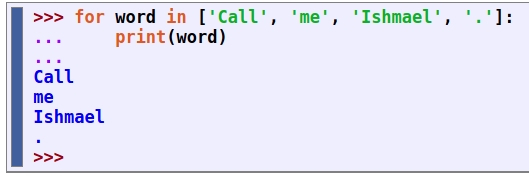 >>> for word in ['Call', 'me', 'Ishmael', '.']:
...     print(word)
...
Call
me
Ishmael
.
>>>